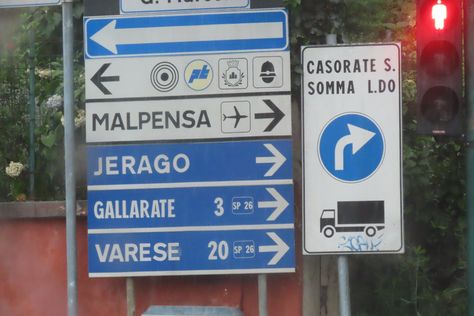 MALPENSA
JERAGO
GALLARATE 3 SP 26
VARESE 20 SP 26
CASORATE S.
SOMMA L.DO